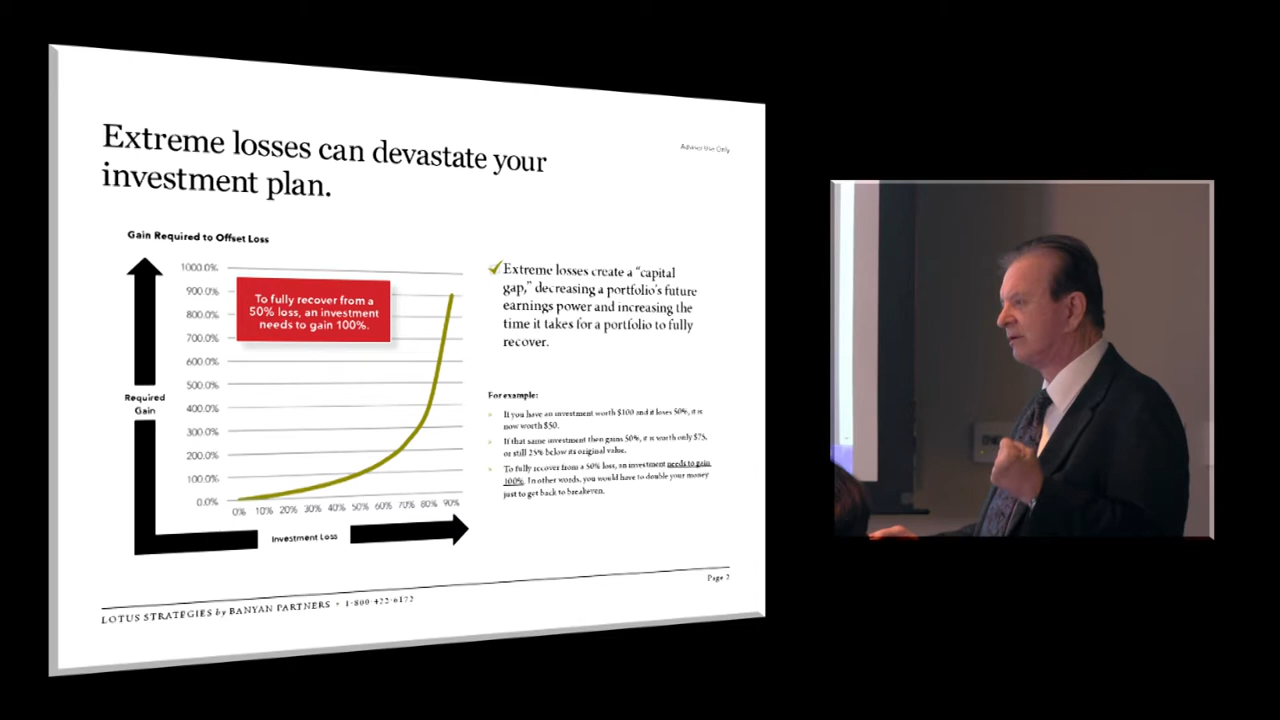 Extreme losses can devastate your
investment plan.
Advisor Use Only
Gain Required to Offset Loss
1000.0%
900.0%
800.0%
700.0%
600.0%
500.0%
400.0%
300.0%
200.0%
100.0%
0.0%
To fully recover from a
50% loss, an investment
needs to gain 100%.
Required
Gain
0% 10% 20% 30% 40% 50% 60% 70% 80% 90%
Investment Loss
Extreme losses create a “capital
gap,” decreasing a portfolio’s future
earnings power and increasing the
time it takes for a portfolio to fully
recover.
For example:
If you have an investment worth $100 and it loses 50%, it is
now worth $50.
If that same investment then gains 50%, it is worth only $75,
or still 25% below its original value.
To fully recover from a 50% loss, an investment needs to gain
100%. In other words, you would have to double your money
just to get back to breakeven.
Page 7
LOTUS STRATEGIES by BANYAN PARTNERS • 1-800-422-6172